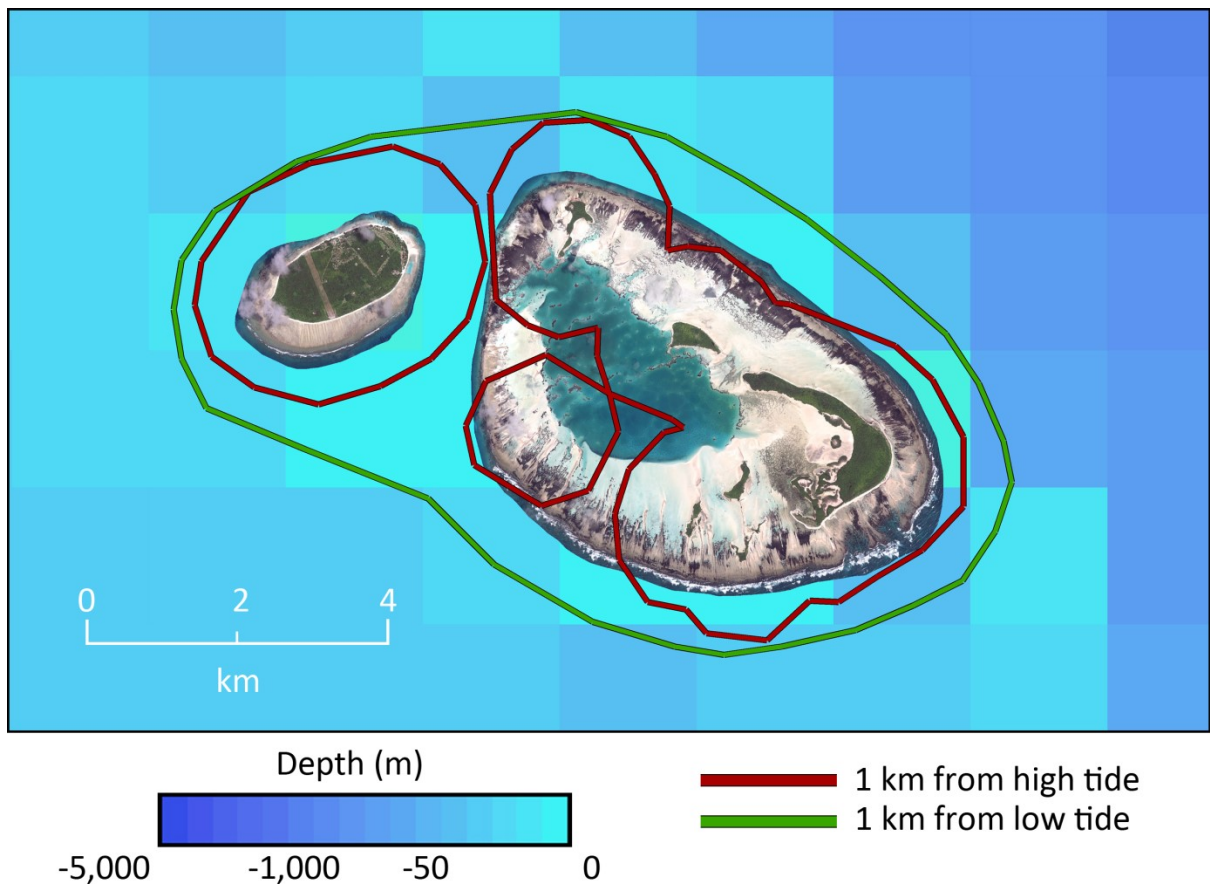 0 2 4
km
Depth (m)
-5,000 -1,000 -50 0
1 km from high tide
1 km from low tide